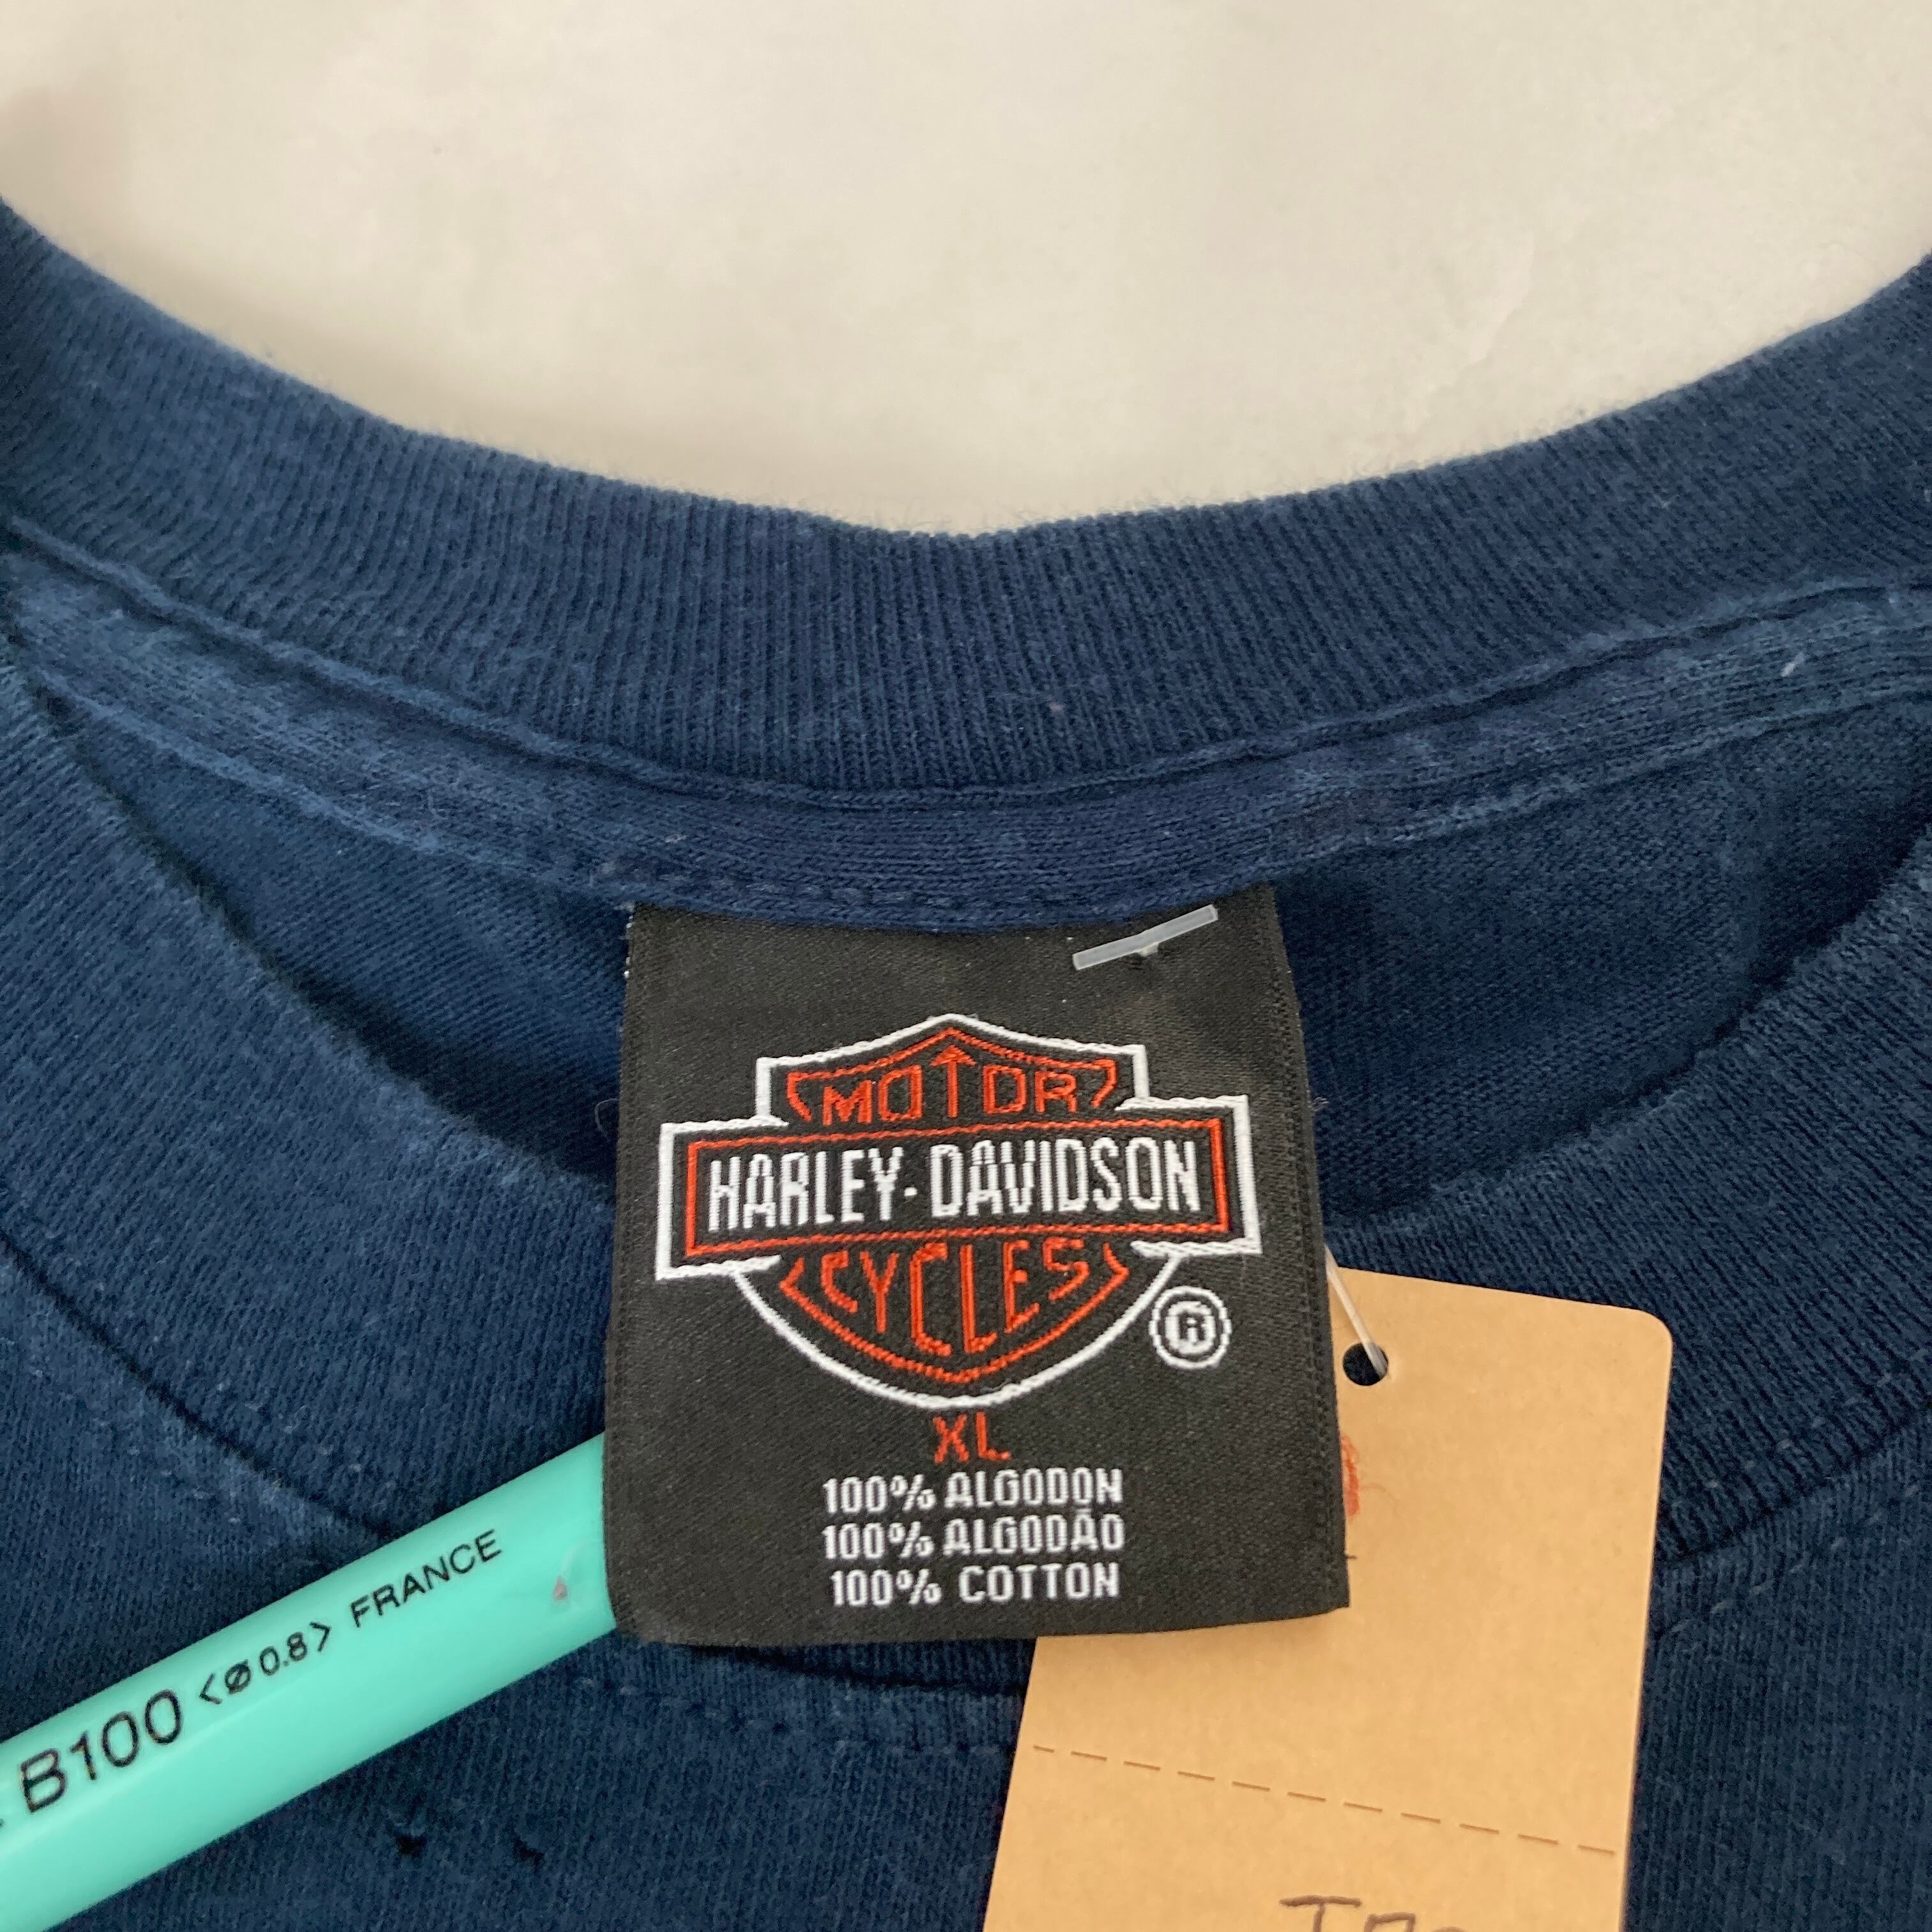 MOTOR
HARLEY-DAVIDSON
CYCLES
®
XL
100% ALGODON
100% ALGODÃO
100% COTTON
B100 <Ø0.8> FRANCE